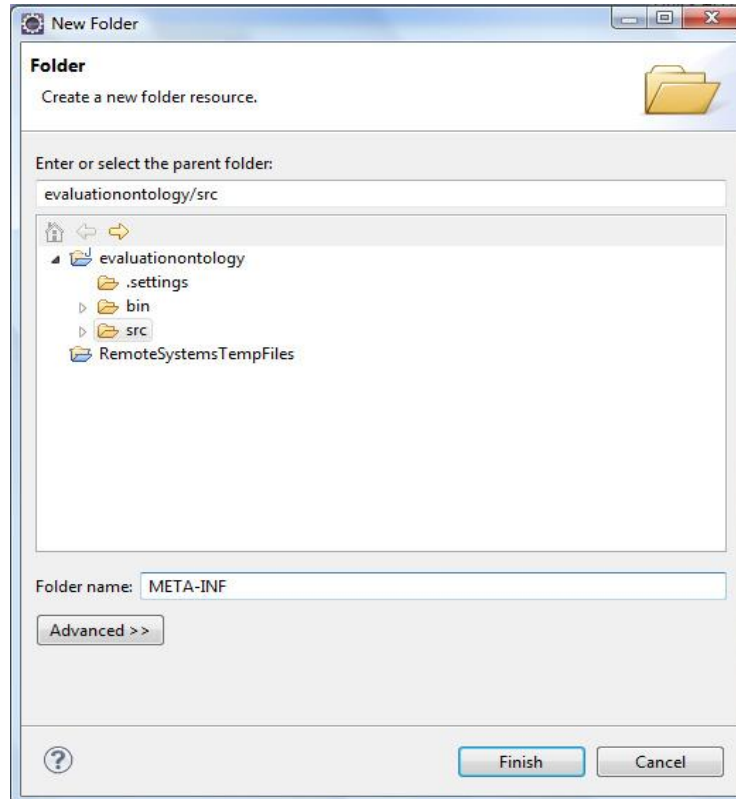 New Folder
Folder
Create a new folder resource.
Enter or select the parent folder:
evaluationontology/src
evaluationontology
.settings
bin
src
RemoteSystemsTempFiles
Folder name: META-INF
Advanced >>
? Finish Cancel